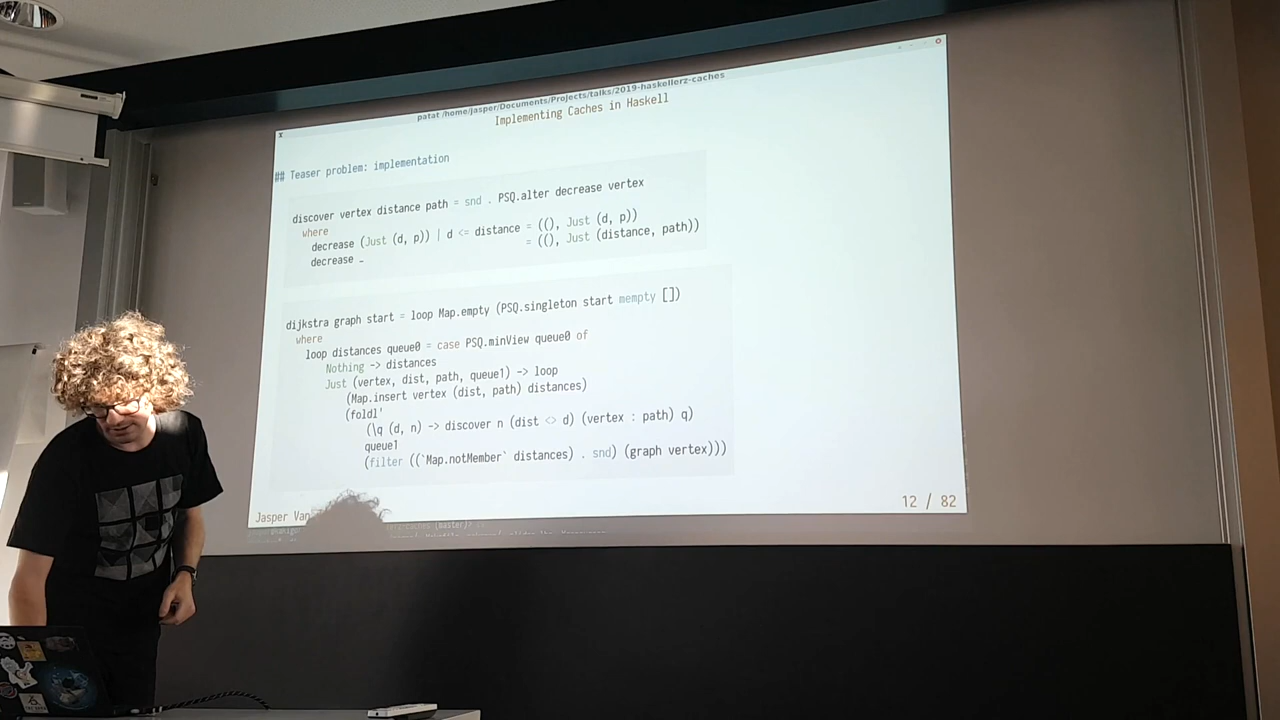 patat /home/jasper/Documents/Projects/talks/2019-haskellerz-caches
Implementing Caches in Haskell
## Teaser problem: implementation
discover vertex distance path = snd . PSQ.alter decrease vertex
where
decrease (Just (d, p)) | d <= distance = ((), Just (d, p))
decrease _ = ((), Just (distance, path))
dijkstra graph start = loop Map.empty (PSQ.singleton start mempty [])
where
loop distances queue0 = case PSQ.minView queue0 of
Nothing -> distances
Just (vertex, dist, path, queue1) -> loop
(Map.insert vertex (dist, path) distances)
(foldl'
(\q (d, n) -> discover n (dist <> d) (vertex : path) q)
queue1
(filter ((`Map.notMember` distances) . snd) (graph vertex)))
Jasper Van
12 / 82